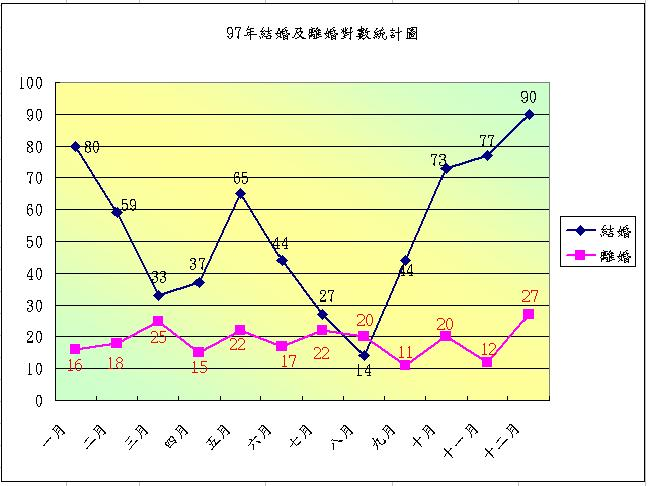 97年結婚及離婚對數統計圖
100
90
80
70
60
50
40
30
20
10
0
80
59
33
37
65
44
27
14
44
73
77
90
16
18
25
15
22
17
22
20
11
20
12
27
一月
二月
三月
四月
五月
六月
七月
八月
九月
十月
十一月
十二月
結婚
離婚